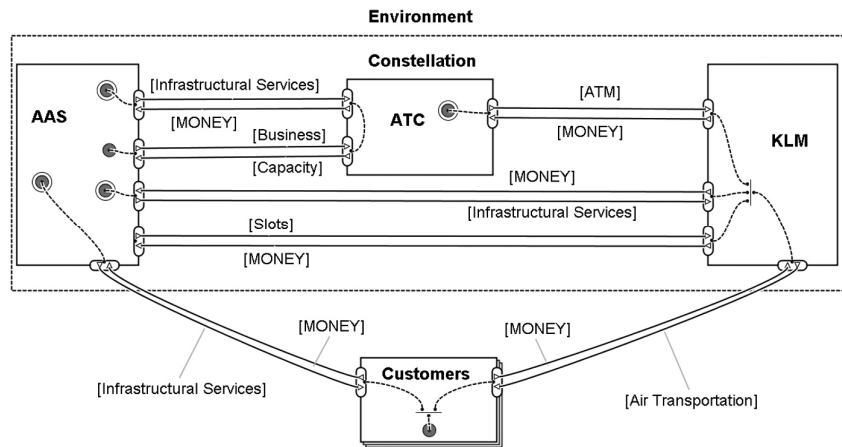 Environment
Constellation
[Infrastructural Services]
[ATM]
AAS
ATC
[MONEY]
[MONEY]
KLM
[Business]
[Capacity]
[MONEY]
[Infrastructural Services]
[Slots]
[MONEY]
[MONEY]
[MONEY]
Customers
[Infrastructural Services]
[Air Transportation]